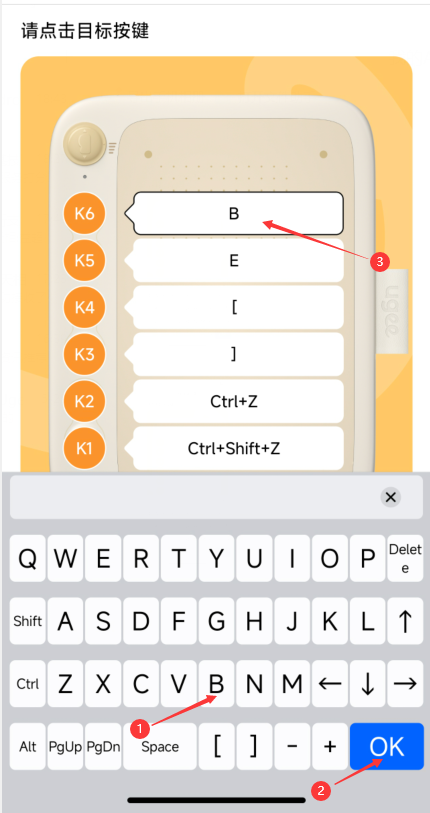 请点击目标按键
K6 B
3
K5 E
K4 [
ugee
K3 ]
K2 Ctrl+Z
K1 Ctrl+Shift+Z
Q W E R T Y U I O P Delete
Shift A S D F G H J K L ↑
Ctrl Z X C V B N M ← ↓ →
1
Alt PgUp PgDn Space [ ] - + OK
2